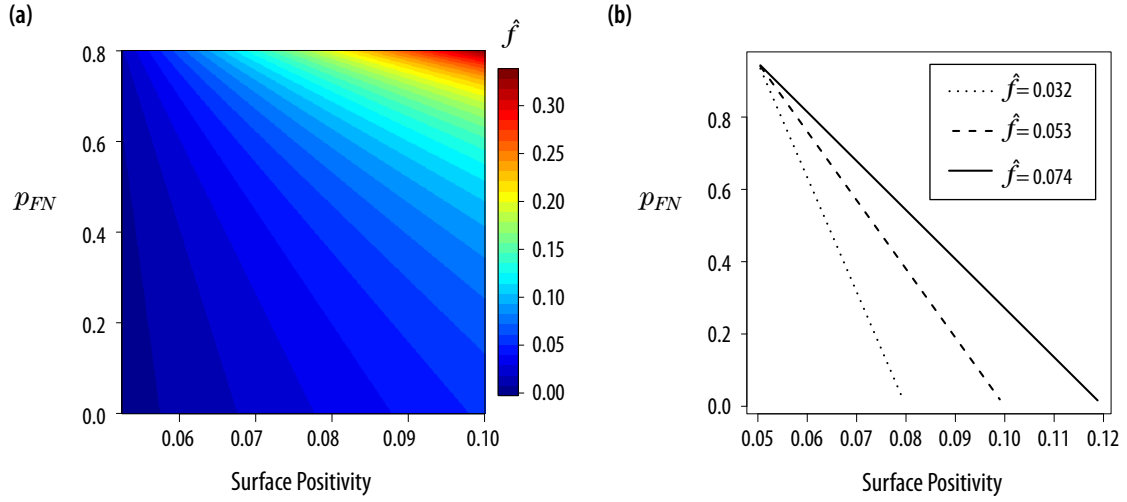 (a)
f̂
0.8
0.6
0.4
0.2
0.0
p_FN
0.06 0.07 0.08 0.09 0.10
Surface Positivity
0.30
0.25
0.20
0.15
0.10
0.05
0.00
(b)
f̂ = 0.032
f̂ = 0.053
f̂ = 0.074
0.8
0.6
0.4
0.2
0.0
p_FN
0.05 0.06 0.07 0.08 0.09 0.10 0.11 0.12
Surface Positivity